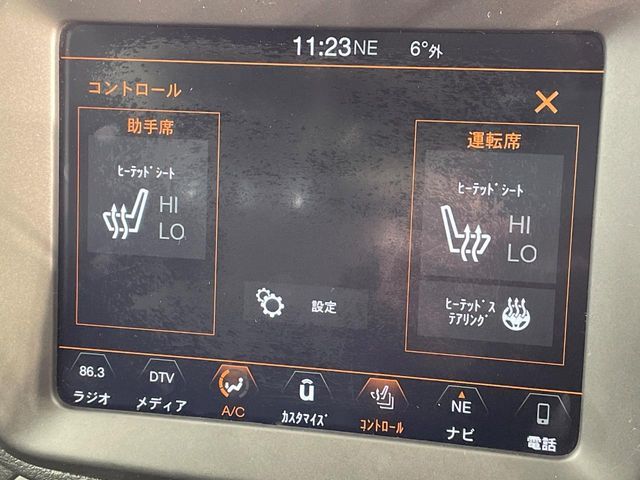 11:23 NE 6°外
コントロール
助手席
ﾋｰﾃｯﾄﾞｼｰﾄ
HI
LO
運転席
ﾋｰﾃｯﾄﾞｼｰﾄ
HI
LO
設定
ﾋｰﾃｯﾄﾞｽ
ﾃｱﾘﾝｸﾞ
86.3
ラジオ
DTV
メディア
A/C
û
ｶｽﾀﾏｲｽﾞ
ｺﾝﾄﾛｰﾙ
NE
ナビ
電話